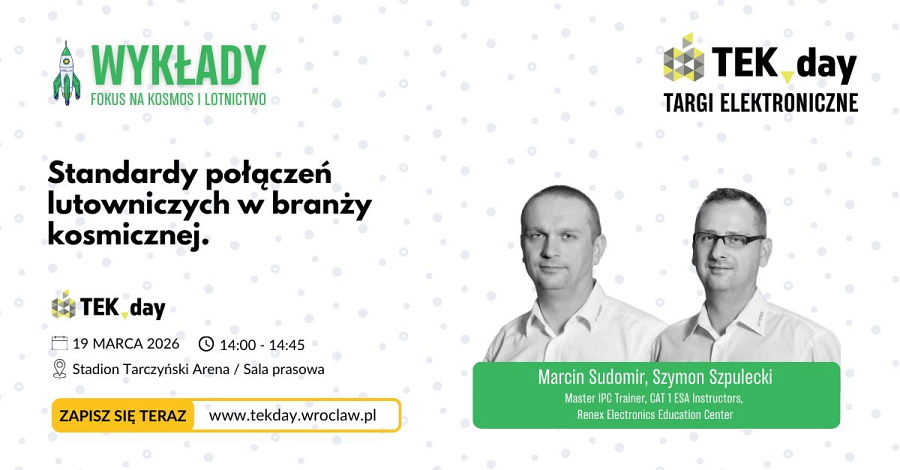 WYKŁADY
FOKUS NA KOSMOS I LOTNICTWO
TEK day
TARGI ELEKTRONICZNE
Standardy połączeń
lutowniczych w branży
kosmicznej.
TEK day
19 MARCA 2026 14:00 - 14:45
Stadion Tarczyński Arena / Sala prasowa
ZAPISZ SIĘ TERAZ www.tekday.wroclaw.pl
Marcin Sudomir, Szymon Szpulecki
Master IPC Trainer, CAT 1 ESA Instructors,
Renex Electronics Education Center